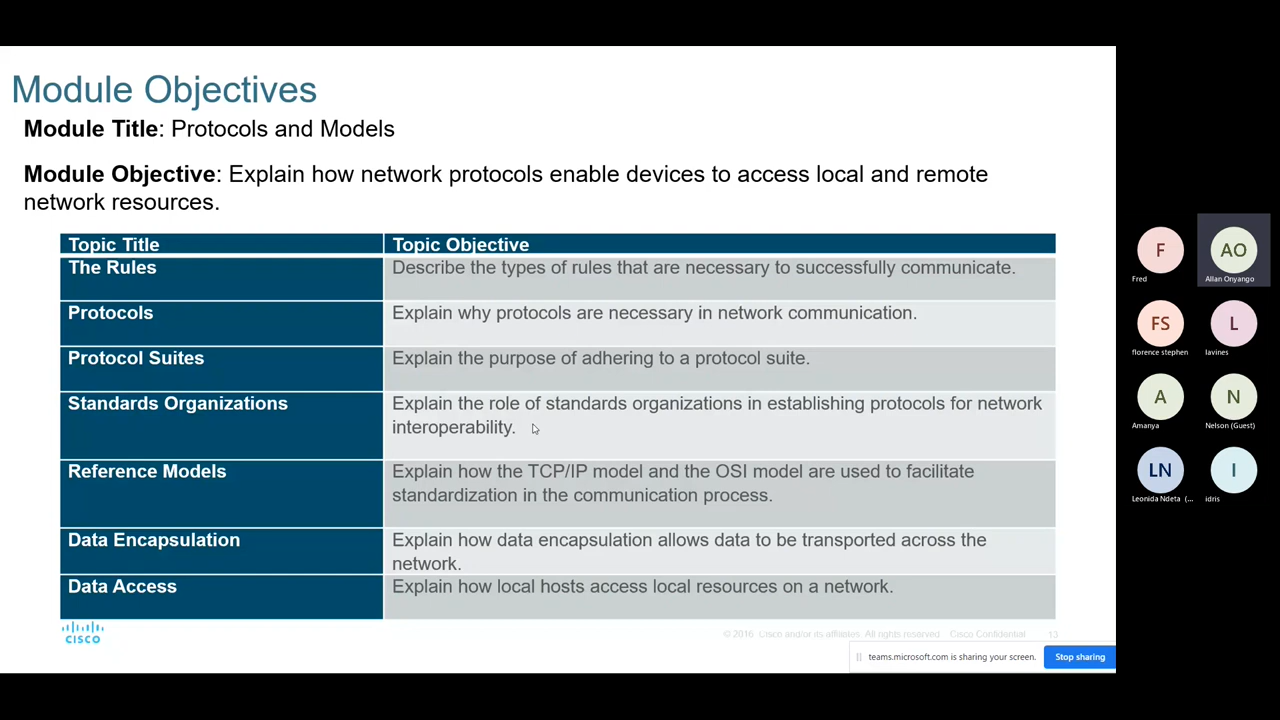 Module Objectives
Module Title: Protocols and Models
Module Objective: Explain how network protocols enable devices to access local and remote
network resources.
Topic Title Topic Objective
The Rules Describe the types of rules that are necessary to successfully communicate.
Protocols Explain why protocols are necessary in network communication.
Protocol Suites Explain the purpose of adhering to a protocol suite.
Standards Organizations Explain the role of standards organizations in establishing protocols for network
interoperability.
Reference Models Explain how the TCP/IP model and the OSI model are used to facilitate
standardization in the communication process.
Data Encapsulation Explain how data encapsulation allows data to be transported across the
network.
Data Access Explain how local hosts access local resources on a network.
CISCO
© 2016 Cisco and/or its affiliates. All rights reserved. Cisco Confidential 13
teams.microsoft.com is sharing your screen. Stop sharing
F AO
Fred Allan Onyango
FS L
florence stephen lavines
A N
Amanya Nelson (Guest)
LN I
Leonida Ndeta (... idris